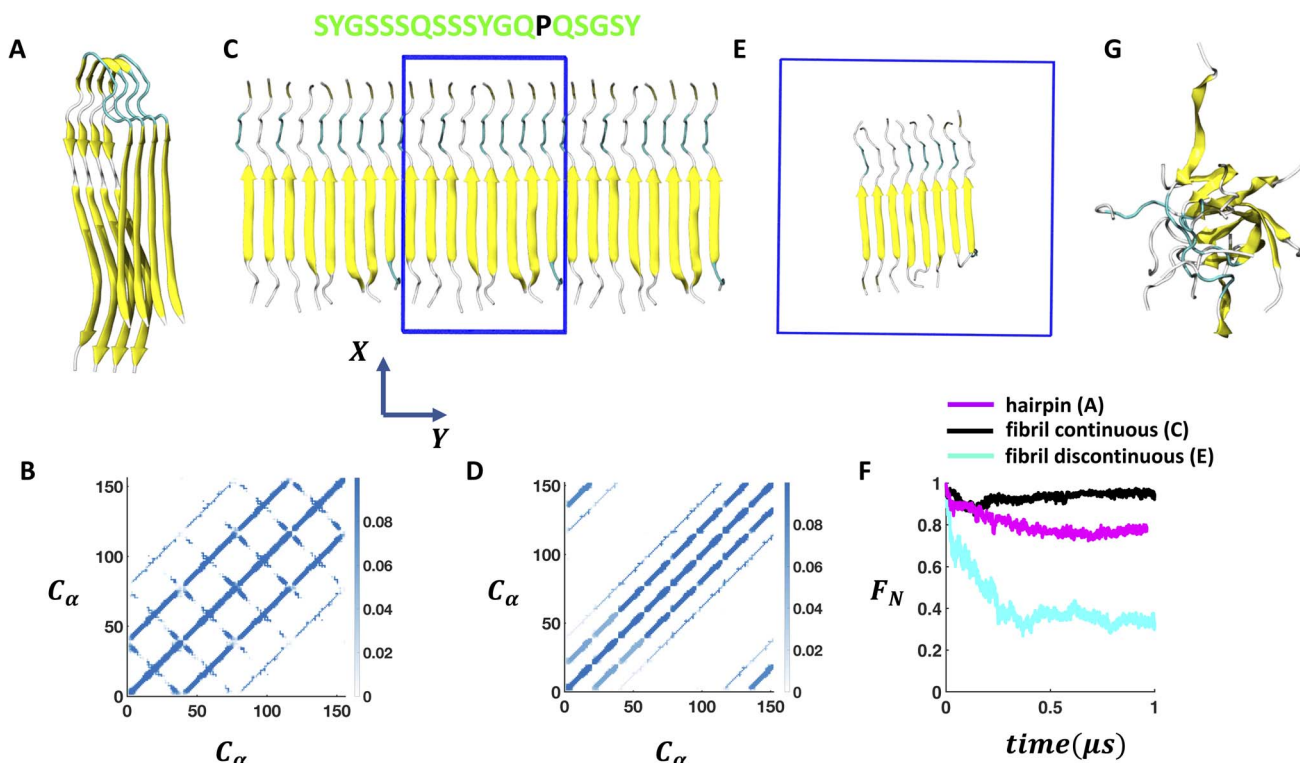 SYGSSSQSSSYGQPQSGSY
A
C
E
G
X
Y
hairpin (A)
fibril continuous (C)
fibril discontinuous (E)
B
D
F
150
100
50
0
0 50 100 150
0.08
0.06
0.04
0.02
0
Cα
Cα
150
100
50
0
0 50 100 150
0.08
0.06
0.04
0.02
0
Cα
Cα
1
0.8
0.6
0.4
0.2
0
0 0.5 1
F_N
time(μs)